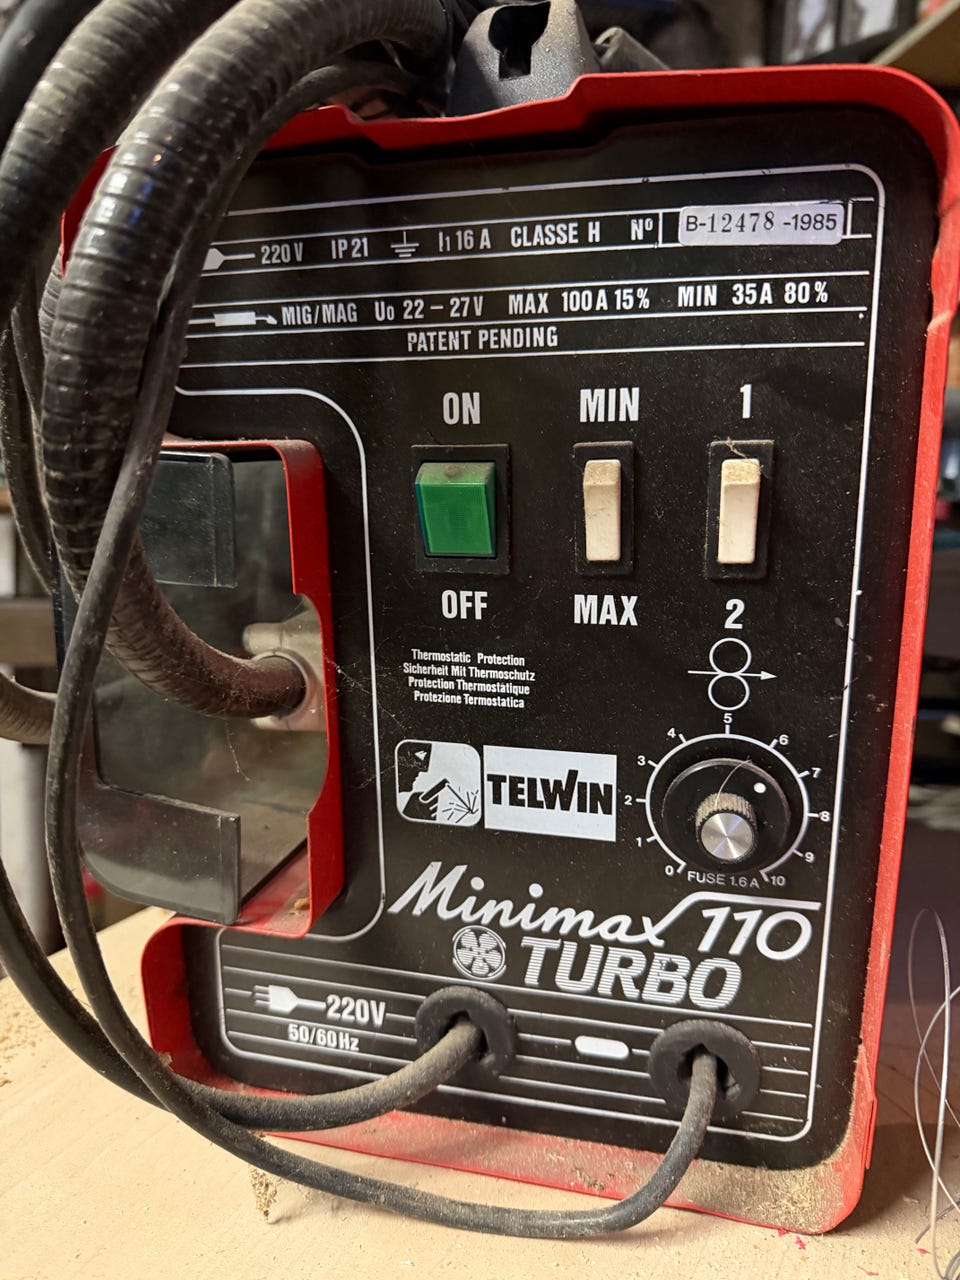 220V IP21 I1 16 A CLASSE H Nº B-12478-1985
MIG/MAG U0 22 – 27V MAX 100A 15% MIN 35A 80%
PATENT PENDING
ON MIN 1
OFF MAX 2
Thermostatic Protection
Sicherheit Mit Thermoschutz
Protection Thermostatique
Protezione Termostatica
TELWIN
0 1 2 3 4 5 6 7 8 9 10
FUSE 1.6 A
Minimax 110
TURBO
220V
50/60Hz